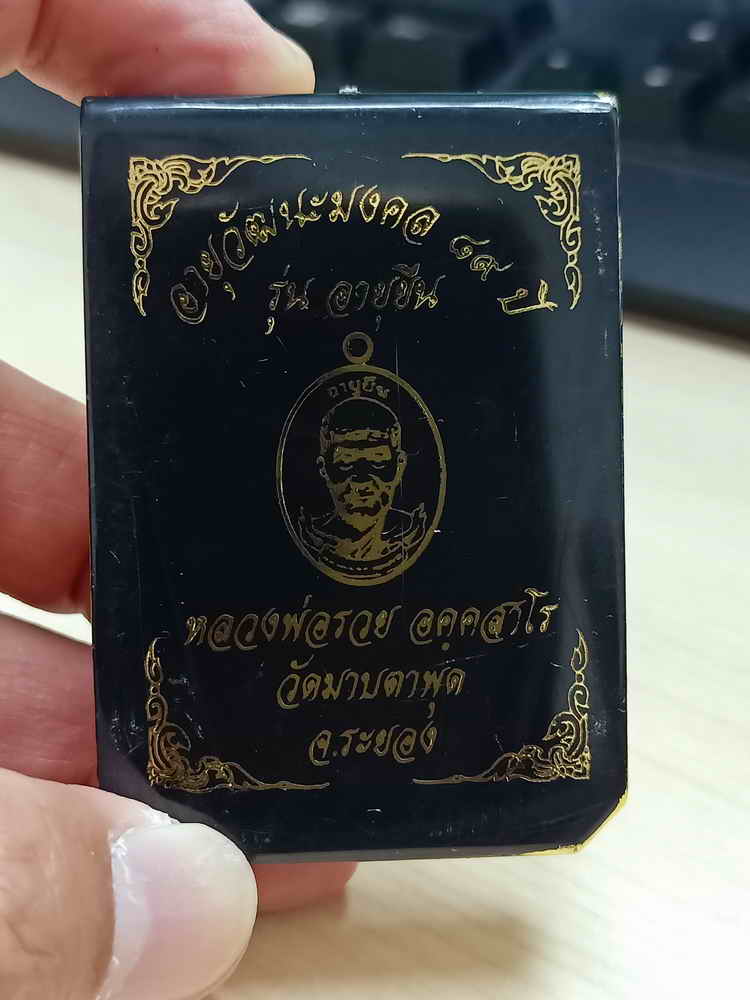 อายุวัฒนะมงคล ๘๙ ปี
รุ่น อายุยืน
อายุยืน
หลวงพ่อรวย อคฺคสาโร
วัดมาบตาพุด
จ.ระยอง